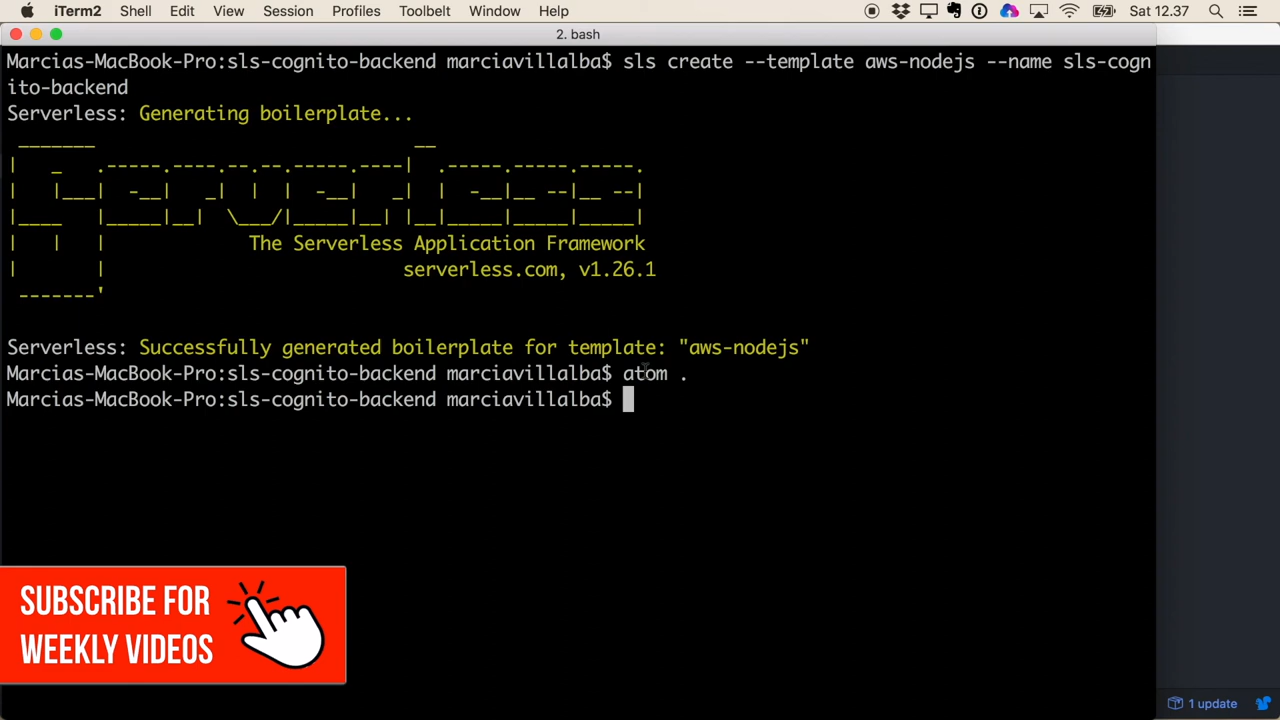 iTerm2 Shell Edit View Session Profiles Toolbelt Window Help Sat 12.37
2. bash
Marcias-MacBook-Pro:sls-cognito-backend marciavillalba$ sls create --template aws-nodejs --name sls-cogn
ito-backend
Serverless: Generating boilerplate...
Serverless
The Serverless Application Framework
serverless.com, v1.26.1
Serverless: Successfully generated boilerplate for template: "aws-nodejs"
Marcias-MacBook-Pro:sls-cognito-backend marciavillalba$ atom .
Marcias-MacBook-Pro:sls-cognito-backend marciavillalba$
SUBSCRIBE FOR
WEEKLY VIDEOS
1 update